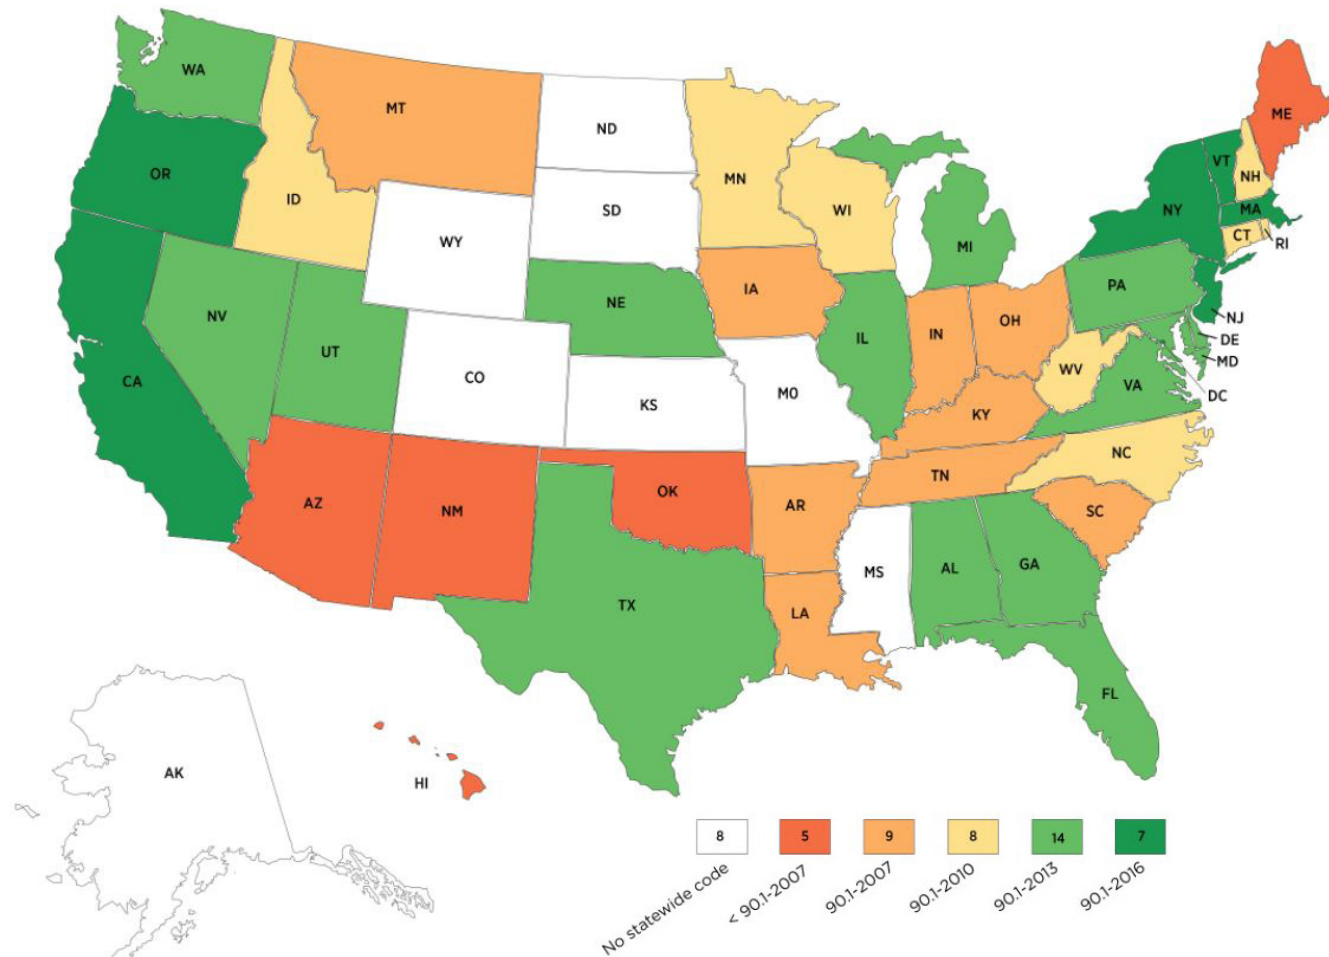 WA
MT
ND
ME
OR
ID
MN
VT
NH
SD
WI
NY
MA
WY
MI
CT
RI
IA
NE
PA
NV
OH
NJ
UT
IL
IN
DE
MD
CA
CO
WV
VA
KS
MO
DC
KY
NC
TN
AZ
NM
OK
AR
SC
MS
AL
GA
TX
LA
FL
AK
HI
8
5
9
8
14
7
No statewide code
< 90.1-2007
90.1-2007
90.1-2010
90.1-2013
90.1-2016